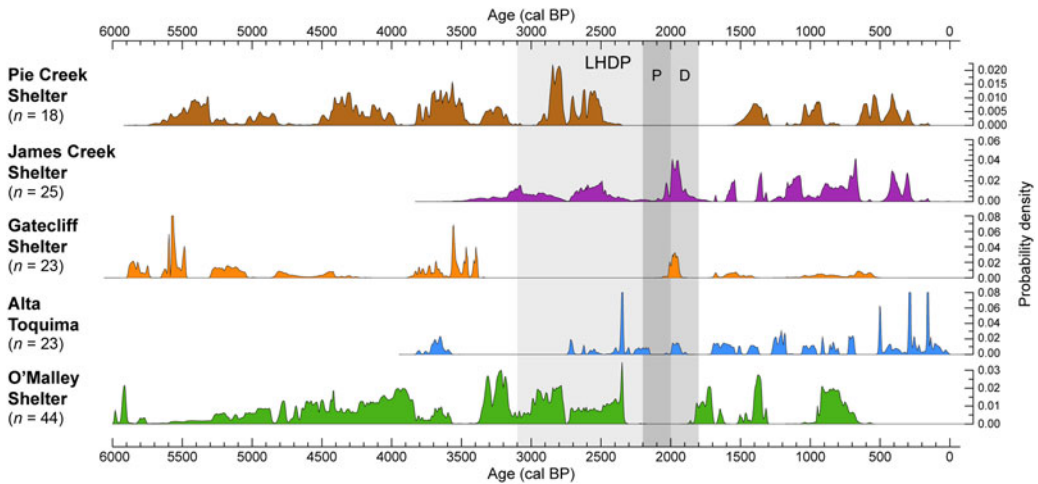 Age (cal BP)
6000 5500 5000 4500 4000 3500 3000 2500 2000 1500 1000 500 0
LHDP P D
Pie Creek
Shelter
(n = 18)
0.020
0.015
0.010
0.005
0.000
James Creek
Shelter
(n = 25)
0.06
0.04
0.02
0.00
Gatecliff
Shelter
(n = 23)
0.08
0.06
0.04
0.02
0.00
Alta
Toquima
(n = 23)
0.08
0.06
0.04
0.02
0.00
O'Malley
Shelter
(n = 44)
0.03
0.02
0.01
0.00
Probability density
6000 5500 5000 4500 4000 3500 3000 2500 2000 1500 1000 500 0
Age (cal BP)